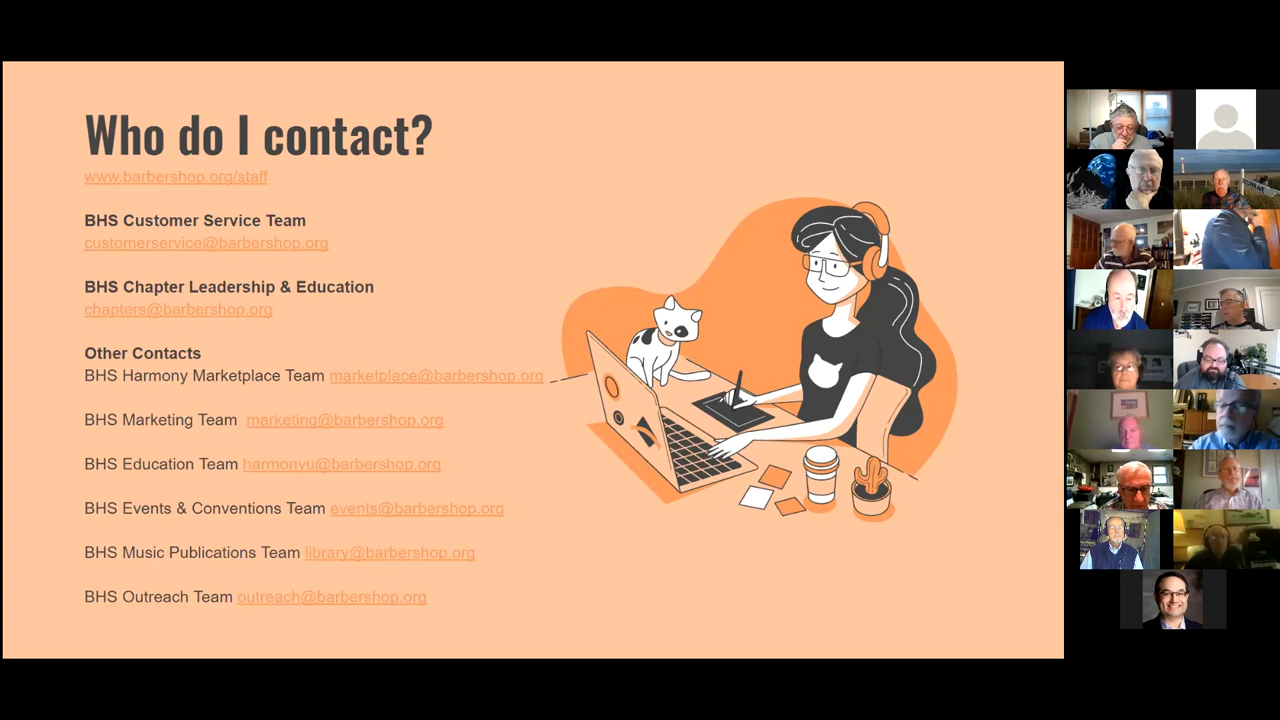 Who do I contact?
www.barbershop.org/staff
BHS Customer Service Team
customerservice@barbershop.org
BHS Chapter Leadership & Education
chapters@barbershop.org
Other Contacts
BHS Harmony Marketplace Team marketplace@barbershop.org
BHS Marketing Team marketing@barbershop.org
BHS Education Team harmonyu@barbershop.org
BHS Events & Conventions Team events@barbershop.org
BHS Music Publications Team library@barbershop.org
BHS Outreach Team outreach@barbershop.org